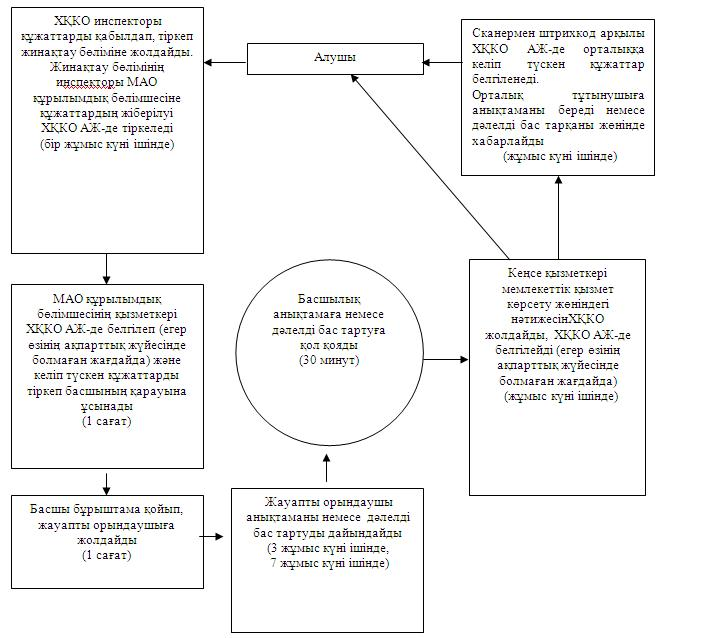 ХҚКО инспекторы
құжаттарды қабылдап, тіркеп
жинақтау бөліміне жолдайды.
Жинақтау бөлімінің
инспекторы МАО
құрылымдық бөлімшесіне
құжаттардың жіберілуі
ХҚКО АЖ-де тіркеледі
(бір жұмыс күні ішінде)
Алушы
Сканермен штрихкод арқылы
ХҚКО АЖ-де орталыққа
келіп түскен құжаттар
белгіленеді.
Орталық тұтынушыға
анықтаманы береді немесе
дәлелді бас тарқаны жөнінде
хабарлайды
(жұмыс күні ішінде)
МАО құрылымдық
бөлімшесінің қызметкері
ХҚКО АЖ-де белгілеп (егер
өзінің ақпарттық жүйесінде
болмаған жағдайда) және
келіп түскен құжаттарды
тіркеп басшының қарауына
ұсынады
(1 сағат)
Басшылық
анықтамаға немесе
дәлелді бас тартуға
қол қояды
(30 минут)
Кеңсе қызметкері
мемлекеттік қызмет
көрсету жөніндегі
нәтижесінХҚКО
жолдайды, ХҚКО АЖ-де
белгілейді (егер өзінің
ақпарттық жүйесінде
болмаған жағдайда)
(жұмыс күні ішінде)
Басшы бұрыштама қойып,
жауапты орындаушыға
жолдайды
(1 сағат)
Жауапты орындаушы
анықтаманы немесе дәлелді
бас тартуды дайындайды
(3 жұмыс күні ішінде,
7 жұмыс күні ішінде)